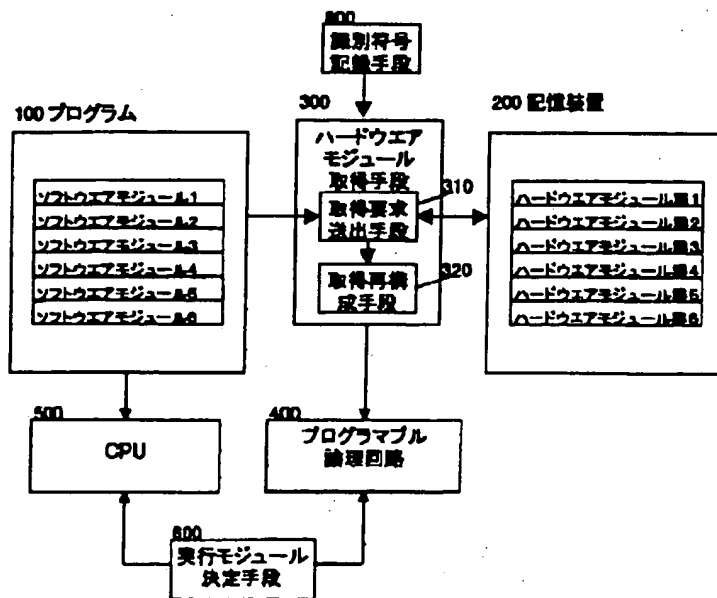 800
識別符号
記録手段
100 プログラム
300
200 記憶装置
ハードウエア
モジュール
取得手段
310
取得要求
送出手段
320
取得再構
成手段
ソフトウエアモジュール1
ソフトウエアモジュール2
ソフトウエアモジュール3
ソフトウエアモジュール4
ソフトウエアモジュール5
ソフトウエアモジュール6
ハードウエアモジュール群1
ハードウエアモジュール群2
ハードウエアモジュール群3
ハードウエアモジュール群4
ハードウエアモジュール群5
ハードウエアモジュール群6
500
CPU
400
プログラマブル
論理回路
600
実行モジュール
決定手段